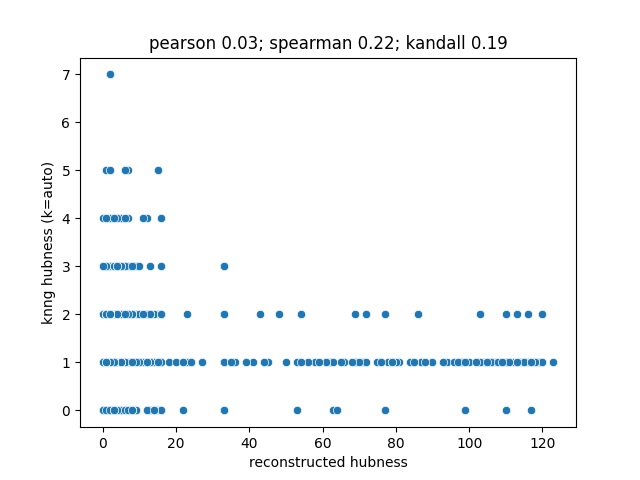 pearson 0.03; spearman 0.22; kandall 0.19
7
6
5
4
3
2
1
0
knng hubness (k=auto)
0 20 40 60 80 100 120
reconstructed hubness